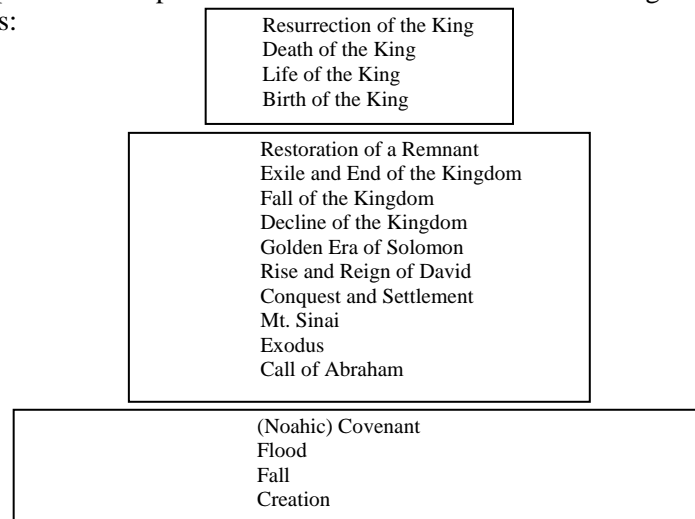 s:
Resurrection of the King
Death of the King
Life of the King
Birth of the King
Restoration of a Remnant
Exile and End of the Kingdom
Fall of the Kingdom
Decline of the Kingdom
Golden Era of Solomon
Rise and Reign of David
Conquest and Settlement
Mt. Sinai
Exodus
Call of Abraham
(Noahic) Covenant
Flood
Fall
Creation